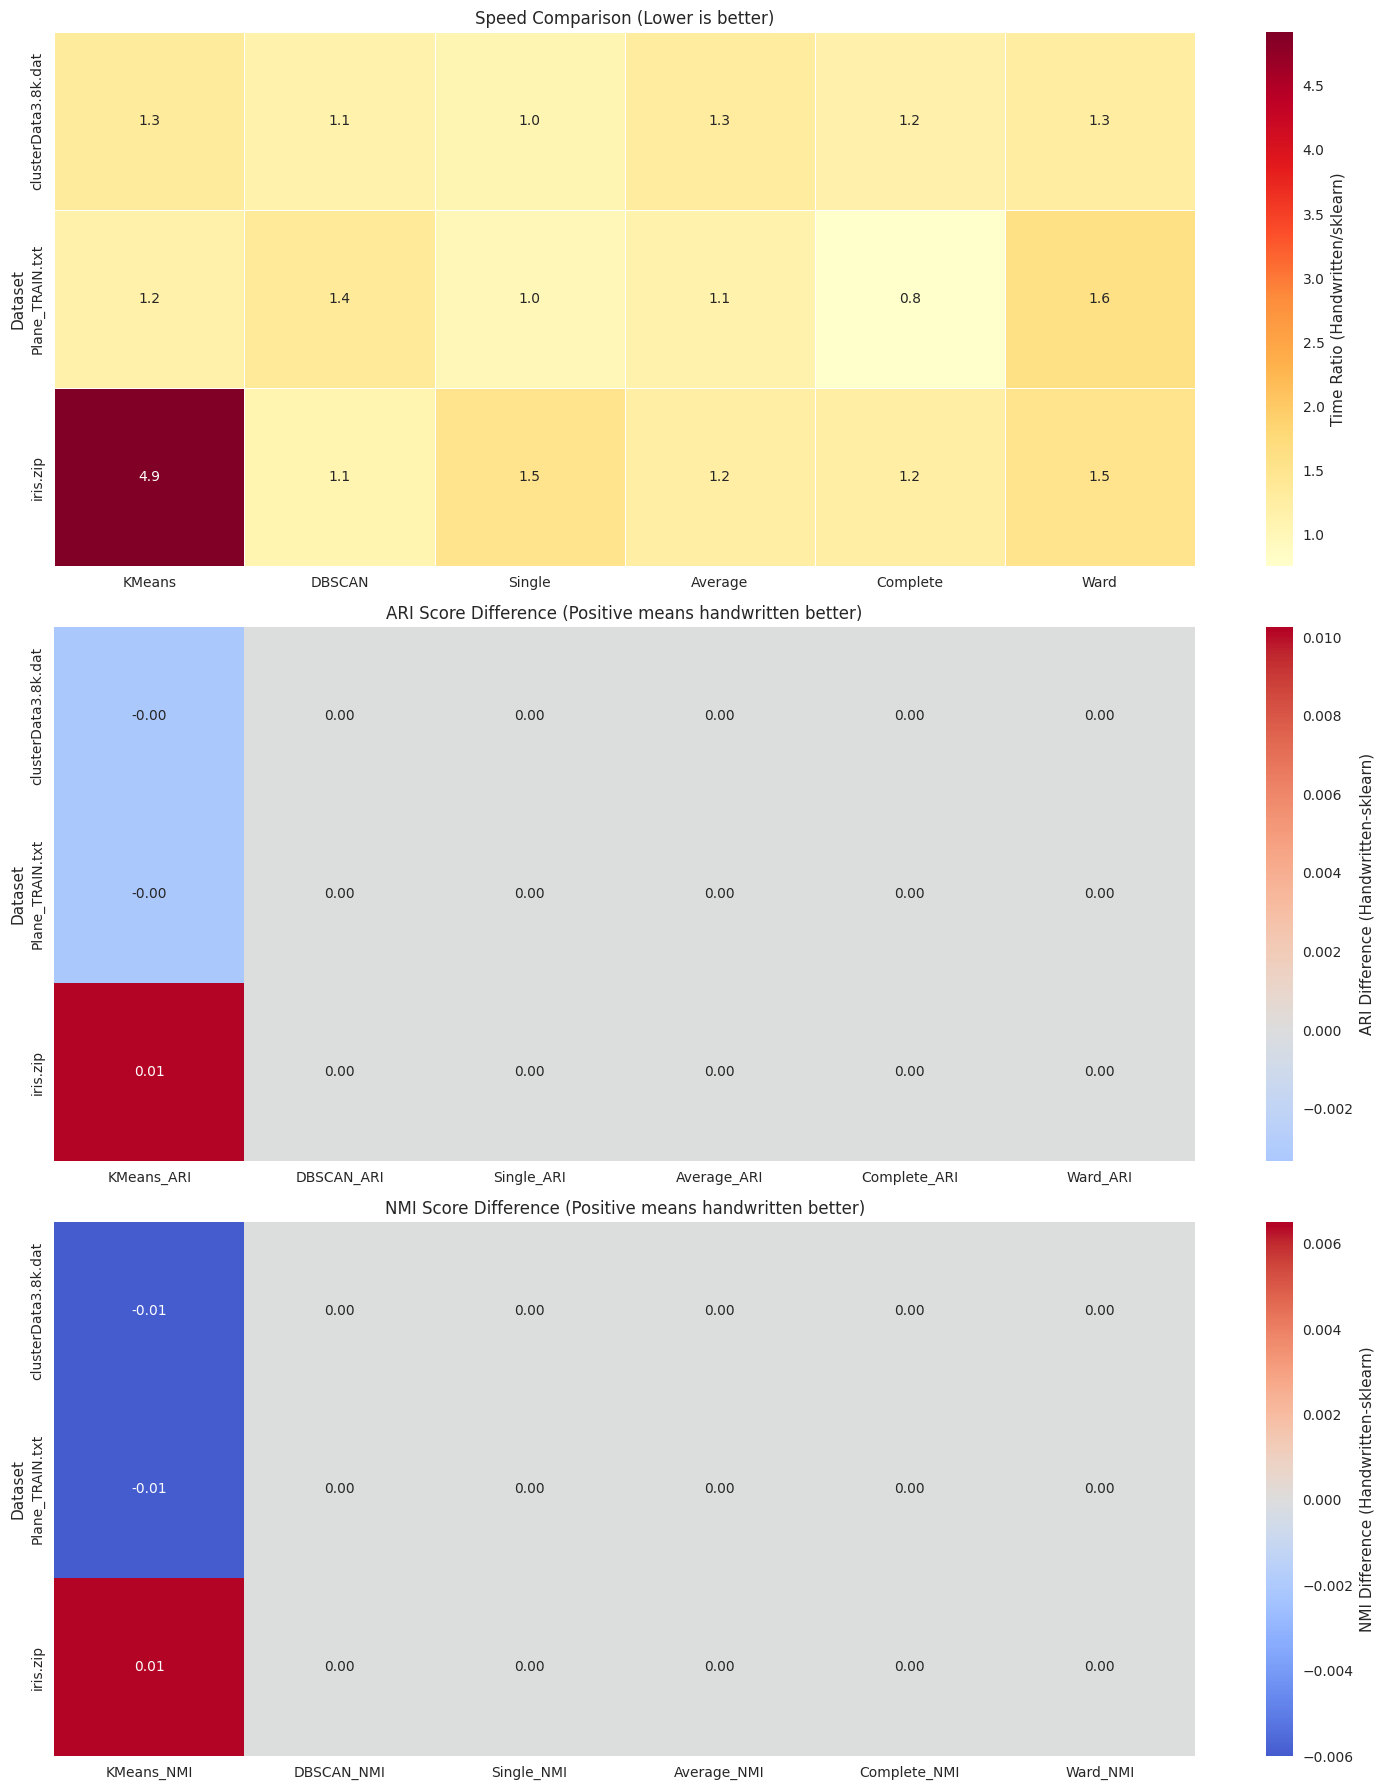 Speed Comparison (Lower is better)
Dataset
clusterData3.8k.dat
1.3 1.1 1.0 1.3 1.2 1.3
Plane_TRAIN.txt
1.2 1.4 1.0 1.1 0.8 1.6
iris.zip
4.9 1.1 1.5 1.2 1.2 1.5
KMeans DBSCAN Single Average Complete Ward
4.5
4.0
3.5
3.0
2.5
2.0
1.5
1.0
Time Ratio (Handwritten/sklearn)
ARI Score Difference (Positive means handwritten better)
Dataset
clusterData3.8k.dat
-0.00 0.00 0.00 0.00 0.00 0.00
Plane_TRAIN.txt
-0.00 0.00 0.00 0.00 0.00 0.00
iris.zip
0.01 0.00 0.00 0.00 0.00 0.00
KMeans_ARI DBSCAN_ARI Single_ARI Average_ARI Complete_ARI Ward_ARI
0.010
0.008
0.006
0.004
0.002
0.000
−0.002
ARI Difference (Handwritten-sklearn)
NMI Score Difference (Positive means handwritten better)
Dataset
clusterData3.8k.dat
-0.01 0.00 0.00 0.00 0.00 0.00
Plane_TRAIN.txt
-0.01 0.00 0.00 0.00 0.00 0.00
iris.zip
0.01 0.00 0.00 0.00 0.00 0.00
KMeans_NMI DBSCAN_NMI Single_NMI Average_NMI Complete_NMI Ward_NMI
0.006
0.004
0.002
0.000
−0.002
−0.004
−0.006
NMI Difference (Handwritten-sklearn)